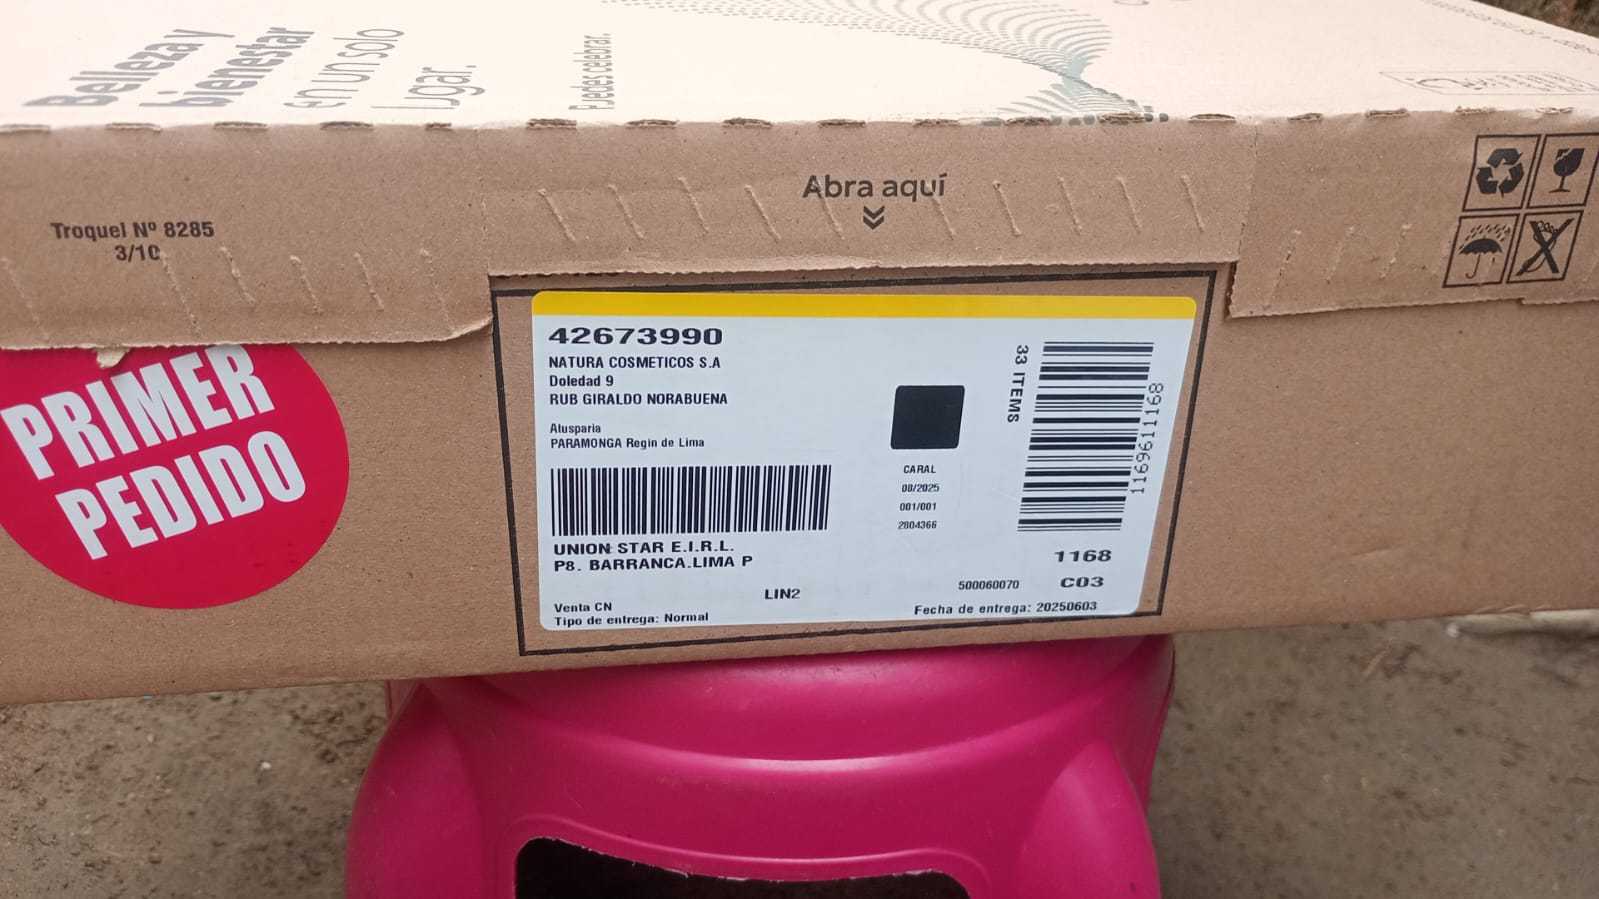 Belleza y
bienestar
en un solo
lugar.
Puedes celebrar.
Abra aquí
Troquel Nº 8285
3/10
PRIMER
PEDIDO
42673990
NATURA COSMETICOS S.A
Doledad 9
RUB GIRALDO NORABUENA
Atusparia
PARAMONGA Regin de Lima
UNION STAR E.I.R.L.
P8. BARRANCA.LIMA P
LIN2
Venta CN
Tipo de entrega: Normal
CARAL
08/2025
001/001
2804366
33 ITEMS
1169611168
1168
500060070
C03
Fecha de entrega: 20250603